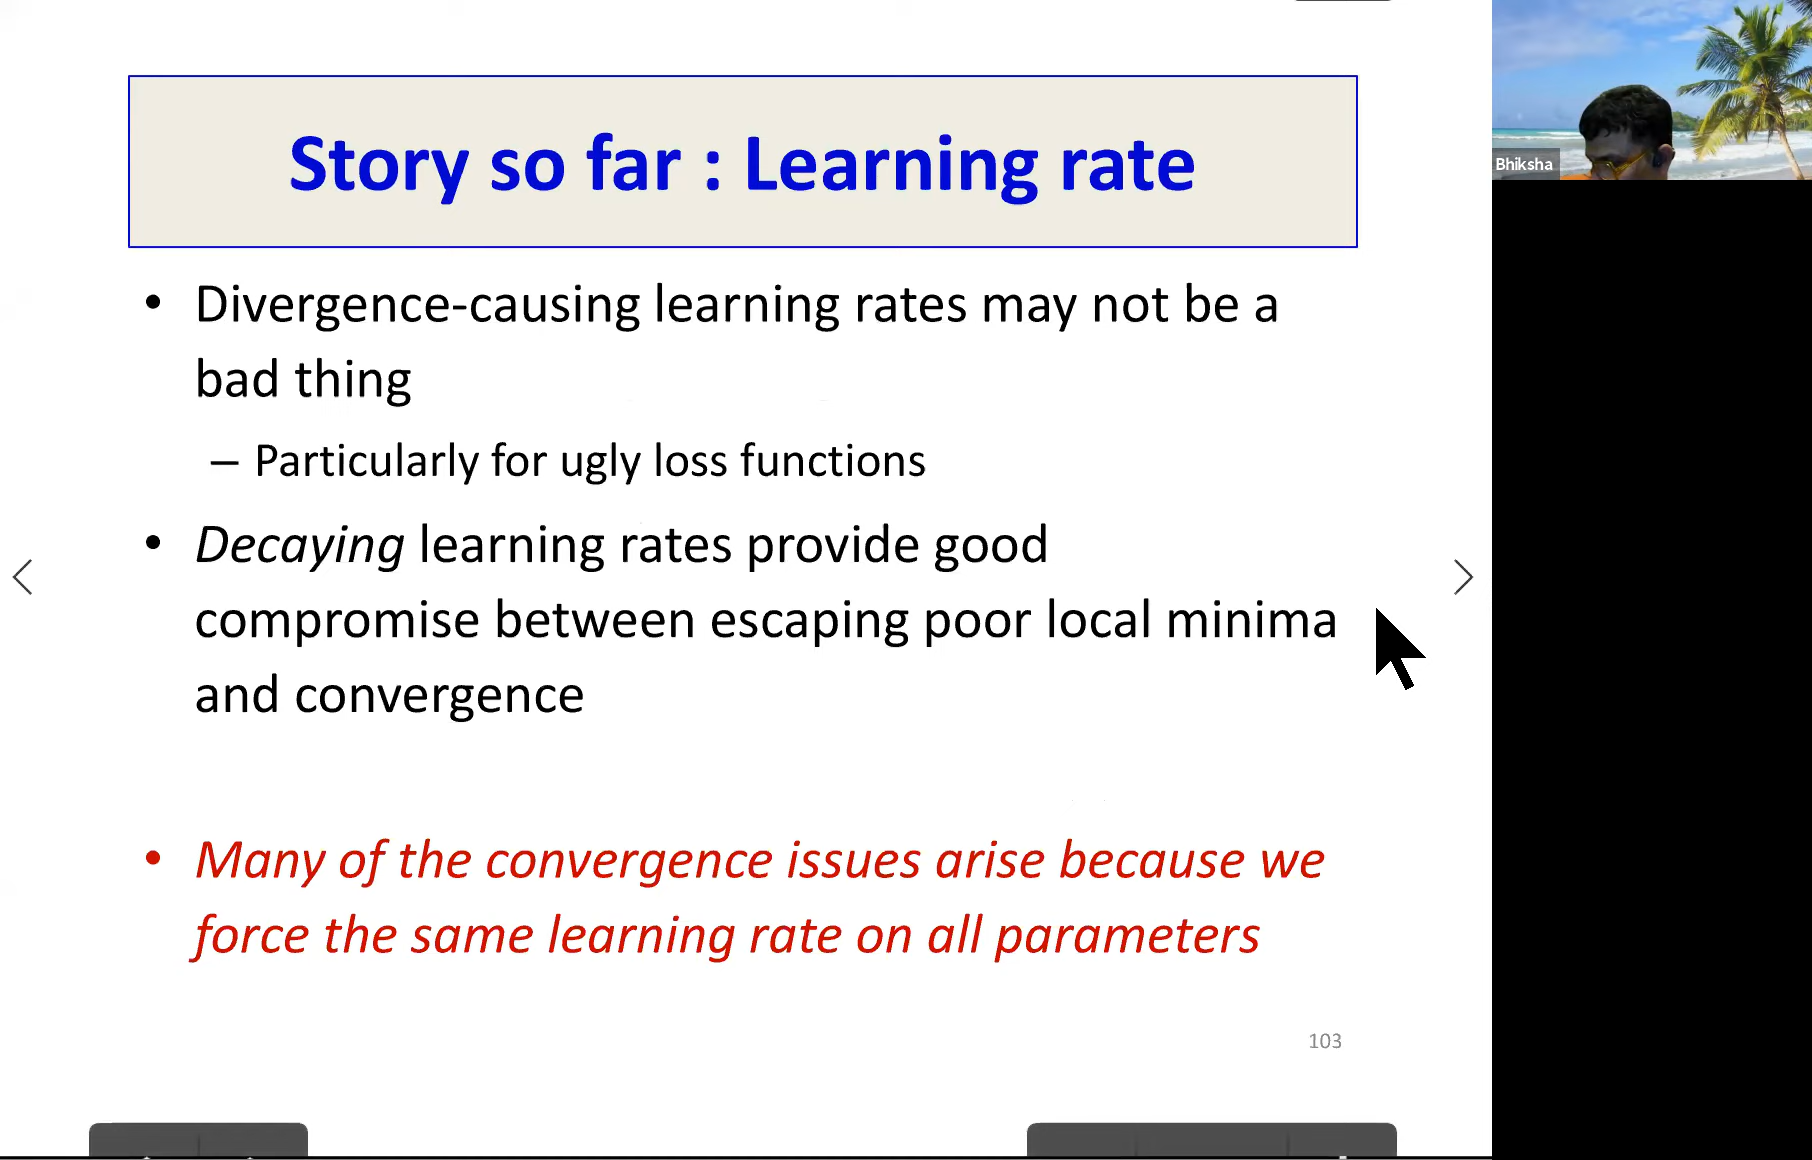 Story so far : Learning rate
• Divergence-causing learning rates may not be a
bad thing
– Particularly for ugly loss functions
• Decaying learning rates provide good
compromise between escaping poor local minima
and convergence
• Many of the convergence issues arise because we
force the same learning rate on all parameters
103
Bhiksha